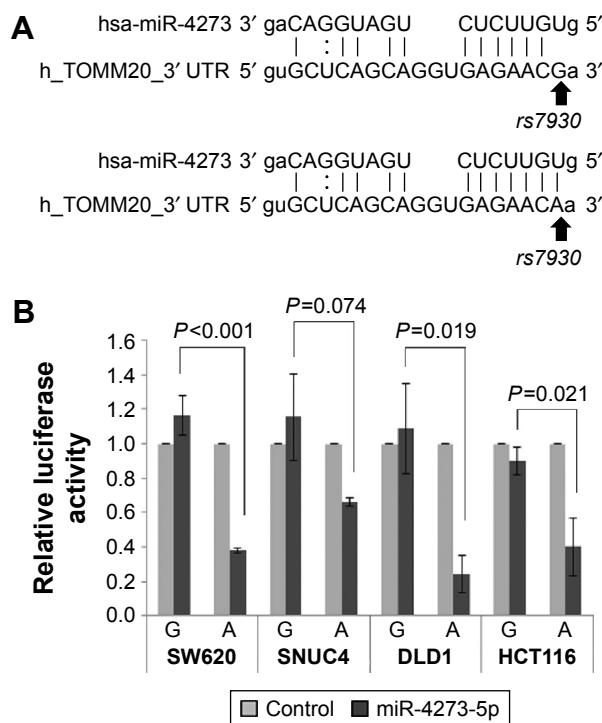 A
hsa-miR-4273 3′ gaCAGGUAGU CUCUUGUg 5′
h_TOMM20_3′ UTR 5′ guGCUCAGCAGGUGAGAACGa 3′
rs7930
hsa-miR-4273 3′ gaCAGGUAGU CUCUUGUg 5′
h_TOMM20_3′ UTR 5′ guGCUCAGCAGGUGAGAACAa 3′
rs7930
B
Relative luciferase activity
1.6
1.4
1.2
1.0
0.8
0.6
0.4
0.2
0.0
P<0.001
P=0.074
P=0.019
P=0.021
G A G A G A G A
SW620 SNUC4 DLD1 HCT116
Control miR-4273-5p